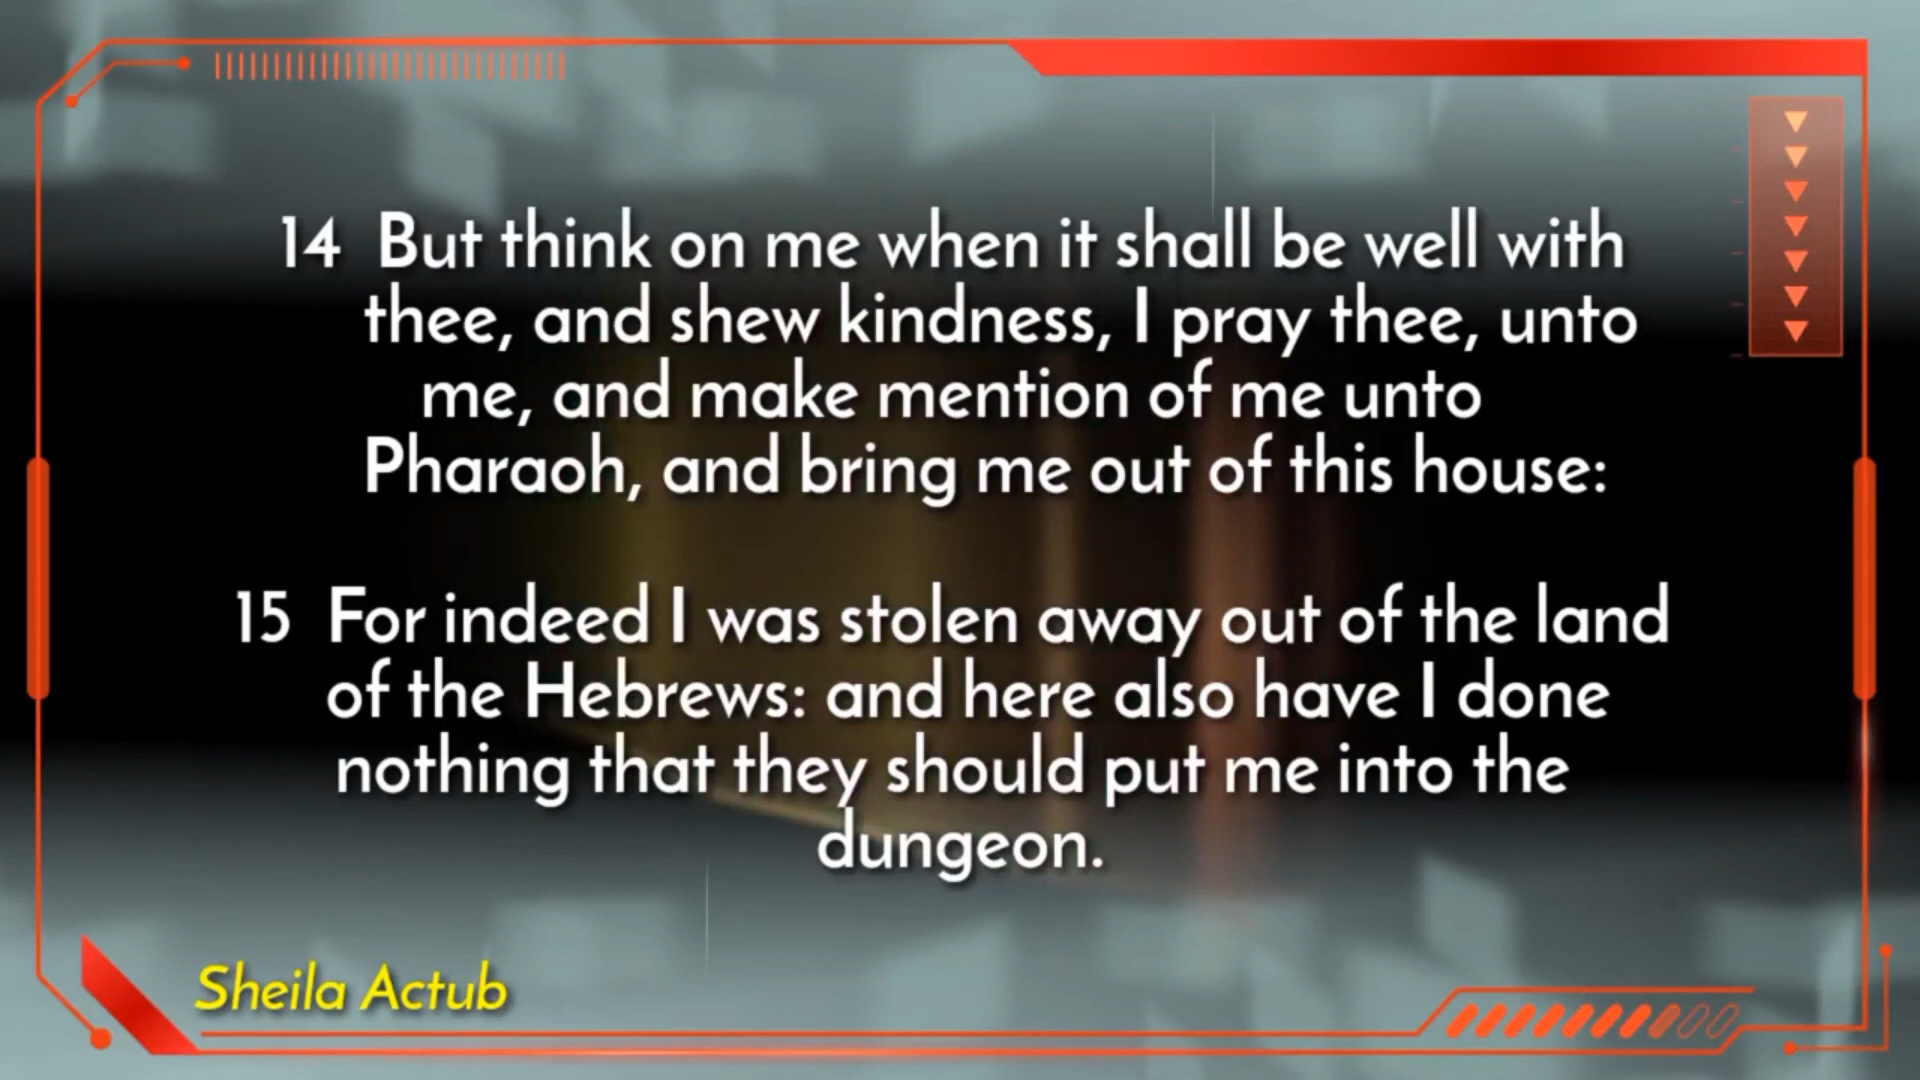 14 But think on me when it shall be well with
thee, and shew kindness, I pray thee, unto
me, and make mention of me unto
Pharaoh, and bring me out of this house:
15 For indeed I was stolen away out of the land
of the Hebrews: and here also have I done
nothing that they should put me into the
dungeon.
Sheila Actub